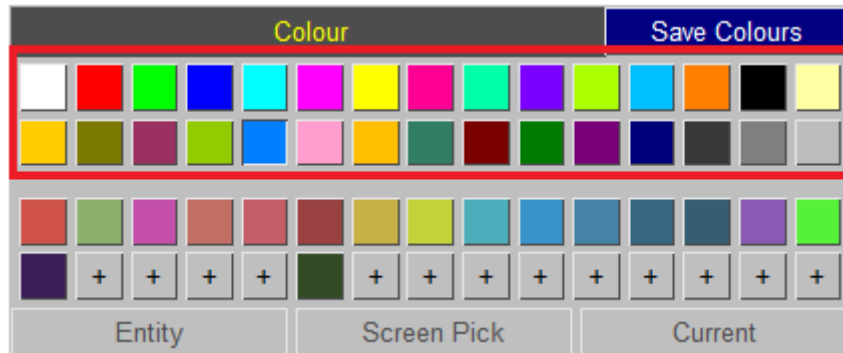 Colour Save Colours
+ + + + + + + + + + + + +
Entity Screen Pick Current